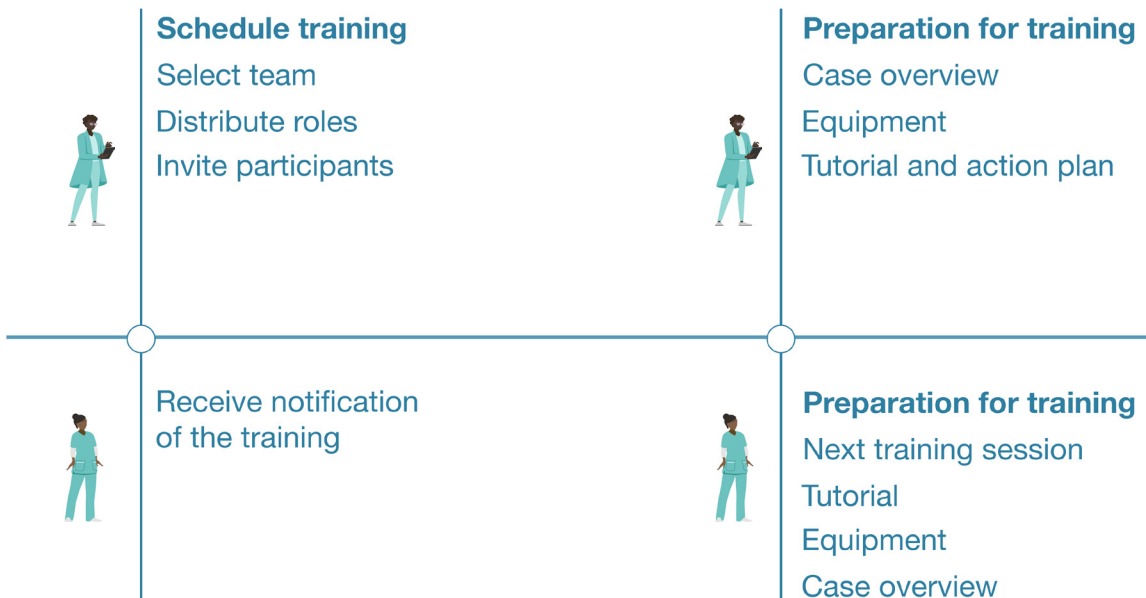 Schedule training
Select team
Distribute roles
Invite participants
Preparation for training
Case overview
Equipment
Tutorial and action plan
Receive notification
of the training
Preparation for training
Next training session
Tutorial
Equipment
Case overview